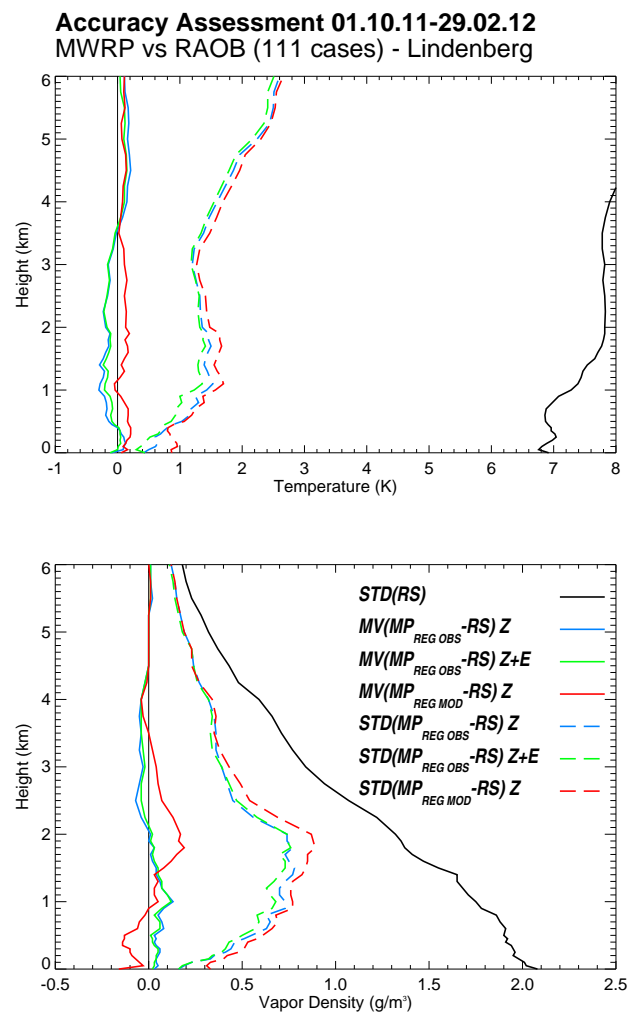 Accuracy Assessment 01.10.11-29.02.12
MWRP vs RAOB (111 cases) - Lindenberg
6
5
4
3
2
1
0
Height (km)
-1 0 1 2 3 4 5 6 7 8
Temperature (K)
6
5
4
3
2
1
0
Height (km)
STD(RS)
MV(MP REG OBS-RS) Z
MV(MP REG OBS-RS) Z+E
MV(MP REG MOD-RS) Z
STD(MP REG OBS-RS) Z
STD(MP REG OBS-RS) Z+E
STD(MP REG MOD-RS) Z
-0.5 0.0 0.5 1.0 1.5 2.0 2.5
Vapor Density (g/m³)